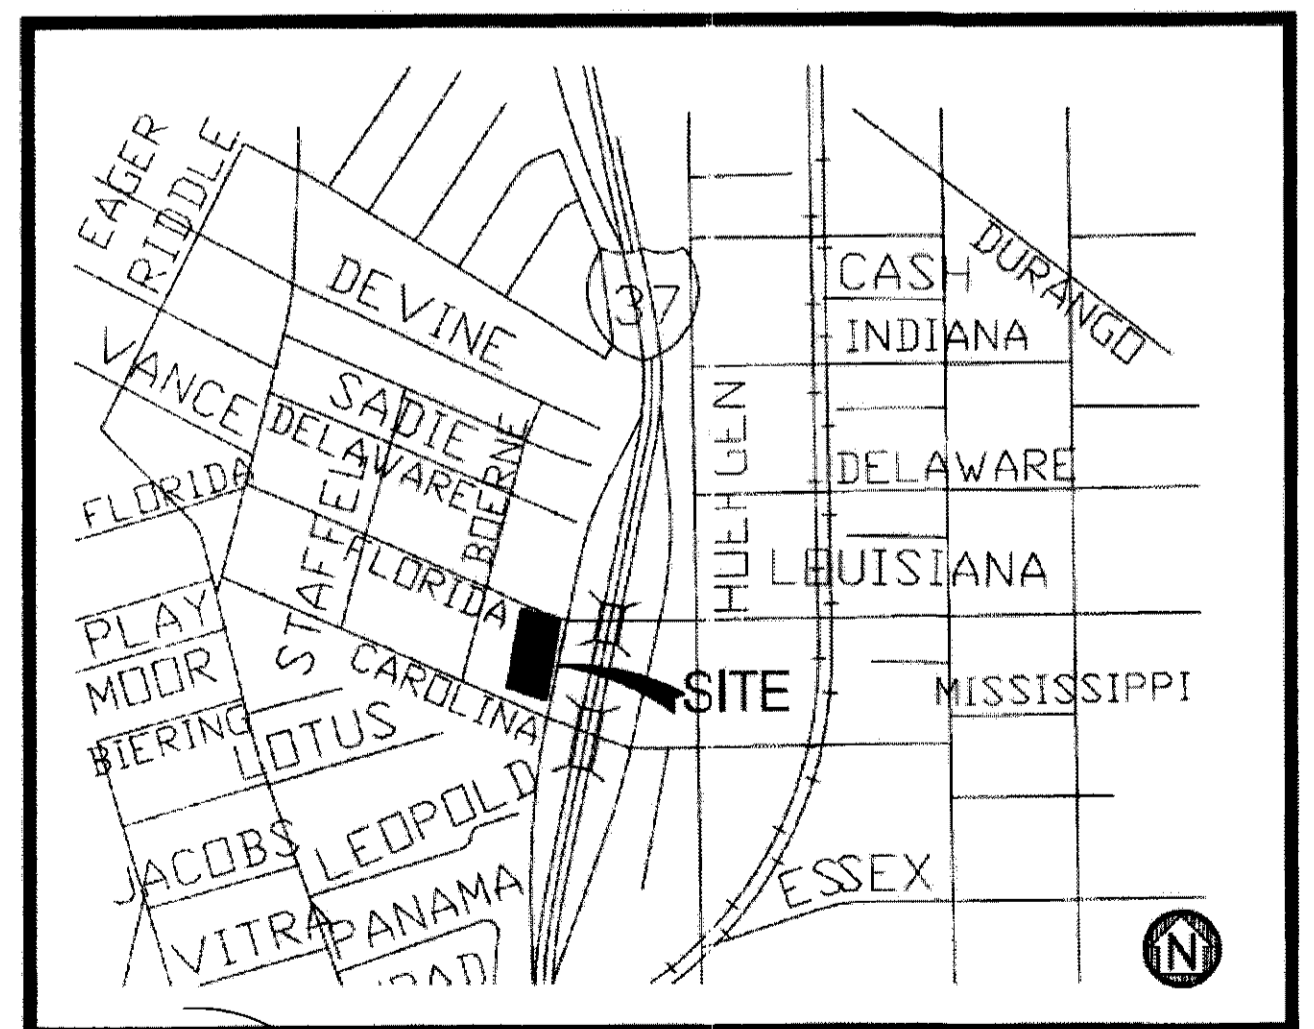 EAGER
RIDDLE
DEVINE
37
CASH
DURANGO
INDIANA
VANCE
SADIE
DELAWARE
BOERNE
HUEHGEN
DELAWARE
FLORIDA
STAFFEL
FLORIDA
LOUISIANA
PLAY
MOOR
CAROLINA
SITE
MISSISSIPPI
BIERING
LOTUS
LEOPOLD
JACOBS
ESSEX
VITRA
PANAMA
N